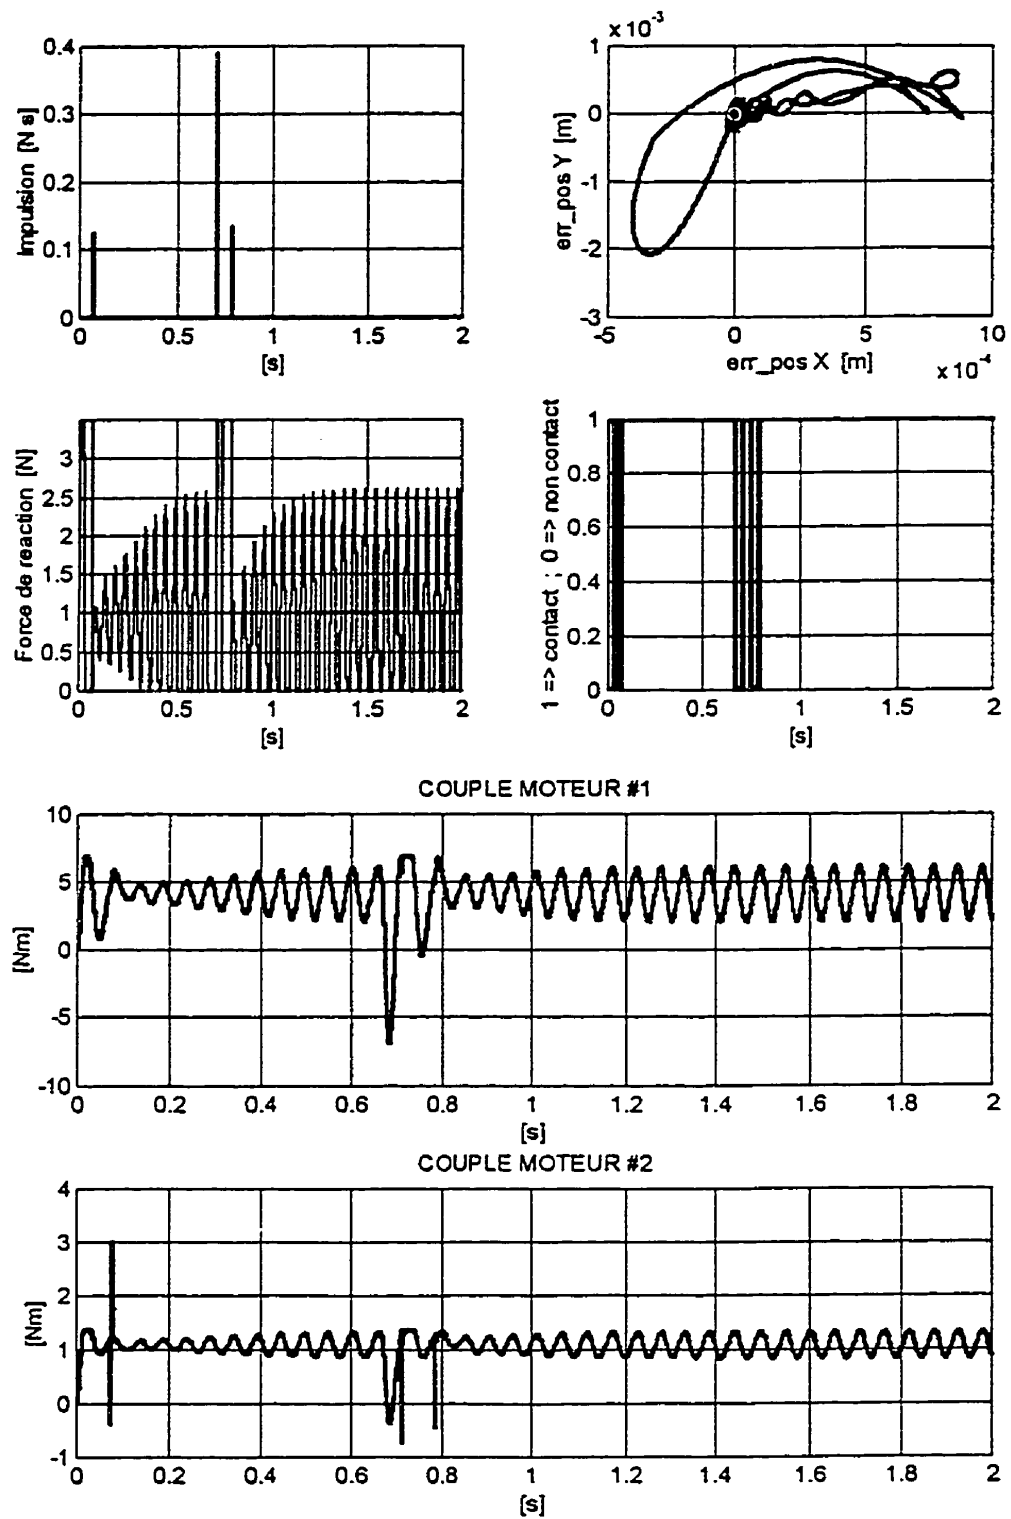 0.4
0.3
0.2
0.1
0
Impulsion [N s]
0 0.5 1 1.5 2
[s]
x 10^-3
1
0
-1
-2
-3
err_pos Y [m]
-5 0 5 10
err_pos X [m]
x 10^-4
3
2.5
2
1.5
1
0.5
0
Force de reaction [N]
0 0.5 1 1.5 2
[s]
1
0.8
0.6
0.4
0.2
0
1 => contact ; 0 => non contact
0 0.5 1 1.5 2
[s]
COUPLE MOTEUR #1
10
5
0
-5
-10
[Nm]
0 0.2 0.4 0.6 0.8 1 1.2 1.4 1.6 1.8 2
[s]
COUPLE MOTEUR #2
4
3
2
1
0
-1
[Nm]
0 0.2 0.4 0.6 0.8 1 1.2 1.4 1.6 1.8 2
[s]